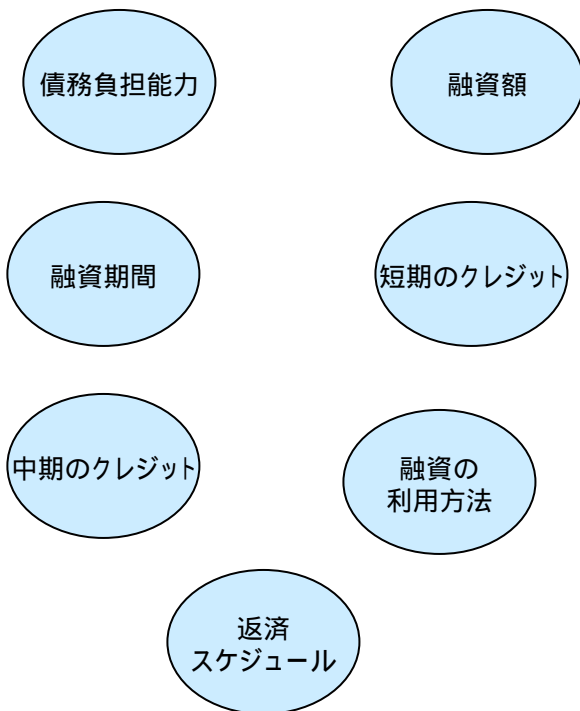 債務負担能力
融資額
融資期間
短期のクレジット
中期のクレジット
融資の
利用方法
返済
スケジュール